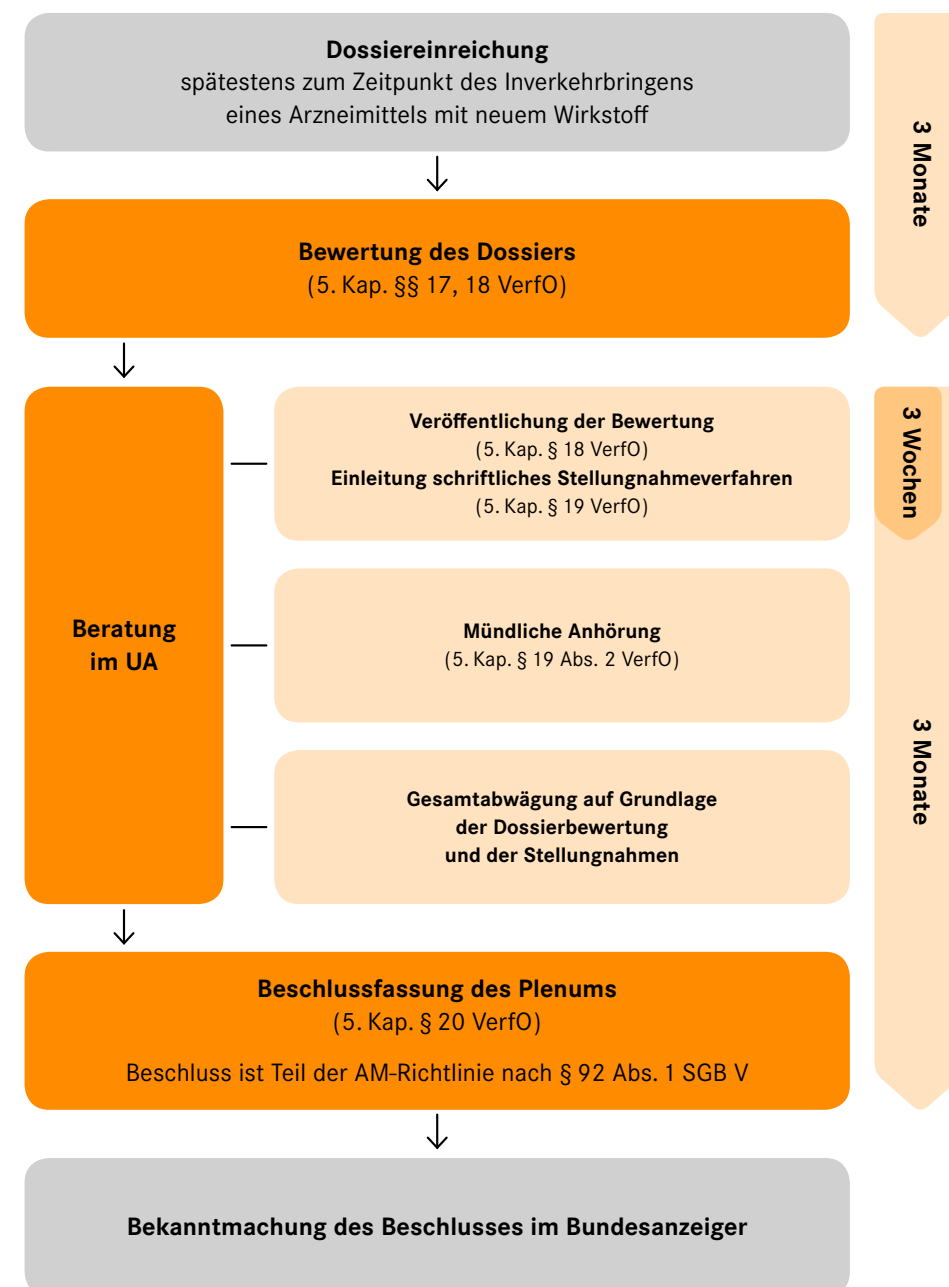 Dossiereinreichung
spätestens zum Zeitpunkt des Inverkehrbringens
eines Arzneimittels mit neuem Wirkstoff
3 Monate
Bewertung des Dossiers
(5. Kap. §§ 17, 18 VerfO)
Beratung
im UA
Veröffentlichung der Bewertung
(5. Kap. § 18 VerfO)
Einleitung schriftliches Stellungnahmeverfahren
(5. Kap. § 19 VerfO)
3 Wochen
Mündliche Anhörung
(5. Kap. § 19 Abs. 2 VerfO)
3 Monate
Gesamtabwägung auf Grundlage
der Dossierbewertung
und der Stellungnahmen
Beschlussfassung des Plenums
(5. Kap. § 20 VerfO)
Beschluss ist Teil der AM-Richtlinie nach § 92 Abs. 1 SGB V
Bekanntmachung des Beschlusses im Bundesanzeiger